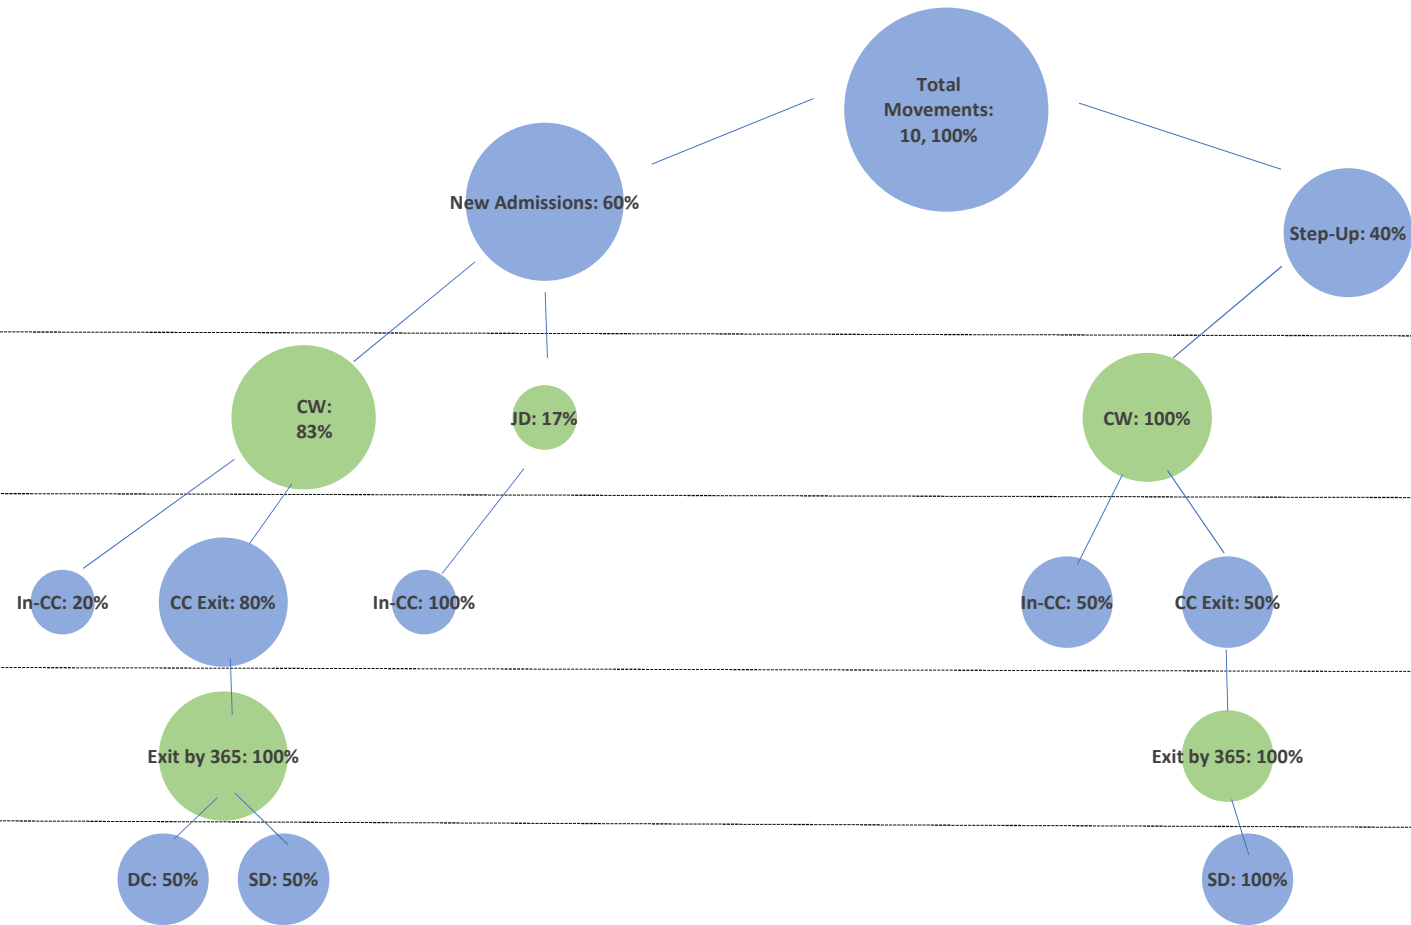 Total
Movements:
10, 100%
New Admissions: 60%
Step-Up: 40%
CW:
83%
JD: 17%
CW: 100%
In-CC: 20%
CC Exit: 80%
In-CC: 100%
In-CC: 50%
CC Exit: 50%
Exit by 365: 100%
Exit by 365: 100%
DC: 50%
SD: 50%
SD: 100%